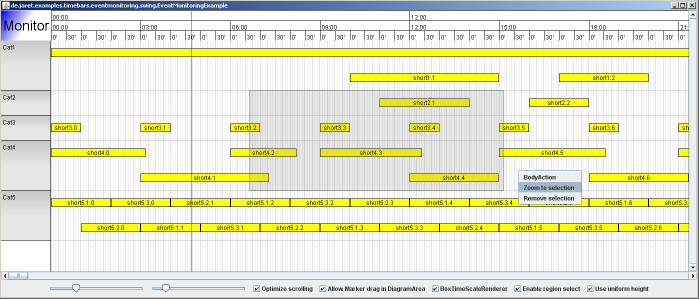 de.jaret.examples.timebars.eventmonitoring.swing.EventMonitoringExample
Monitor
00:00 12:00
00:00 03:00 06:00 09:00 12:00 15:00 18:00 21:
0' 30' 0' 30' 0' 30' 0' 30' 0' 30' 0' 30' 0' 30' 0' 30' 0' 30' 0' 30' 0' 30' 0' 30' 0' 30' 0' 30' 0' 30' 0' 30' 0' 30' 0' 30' 0' 30' 0' 30' 0' 30' 0'
Cat1
short1.1 short1.2
Cat2 short2.1 short2.2
Cat3 short3.0 short3.1 short3.2 short3.3 short3.4 short3.5 short3.6
Cat4 short4.0 short4.2 short4.3 short4.5
short4.1 short4.4 short4.6
BodyAction
Zoom to selection
Remove selection
Cat5 short5.1.0 short5.3.0 short5.2.1 short5.1.2 short5.3.2 short5.2.3 short5.1.4 short5.3.4 short5.1.6 short5.3.6
short5.2.0 short5.1.1 short5.3.1 short5.2.2 short5.1.3 short5.3.3 short5.2.4 short5.1.5 short5.3.5 short5.2.6
Optimize scrolling Allow Marker drag in DiagramArea BoxTimeScaleRenderer Enable region select Use uniform height